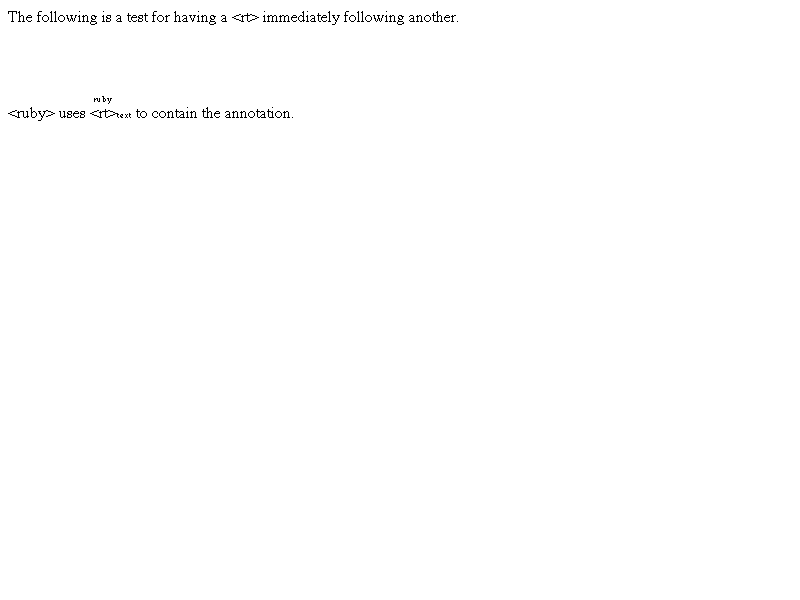 The following is a test for having a <rt> immediately following another.
ruby
<ruby> uses <rt>text to contain the annotation.